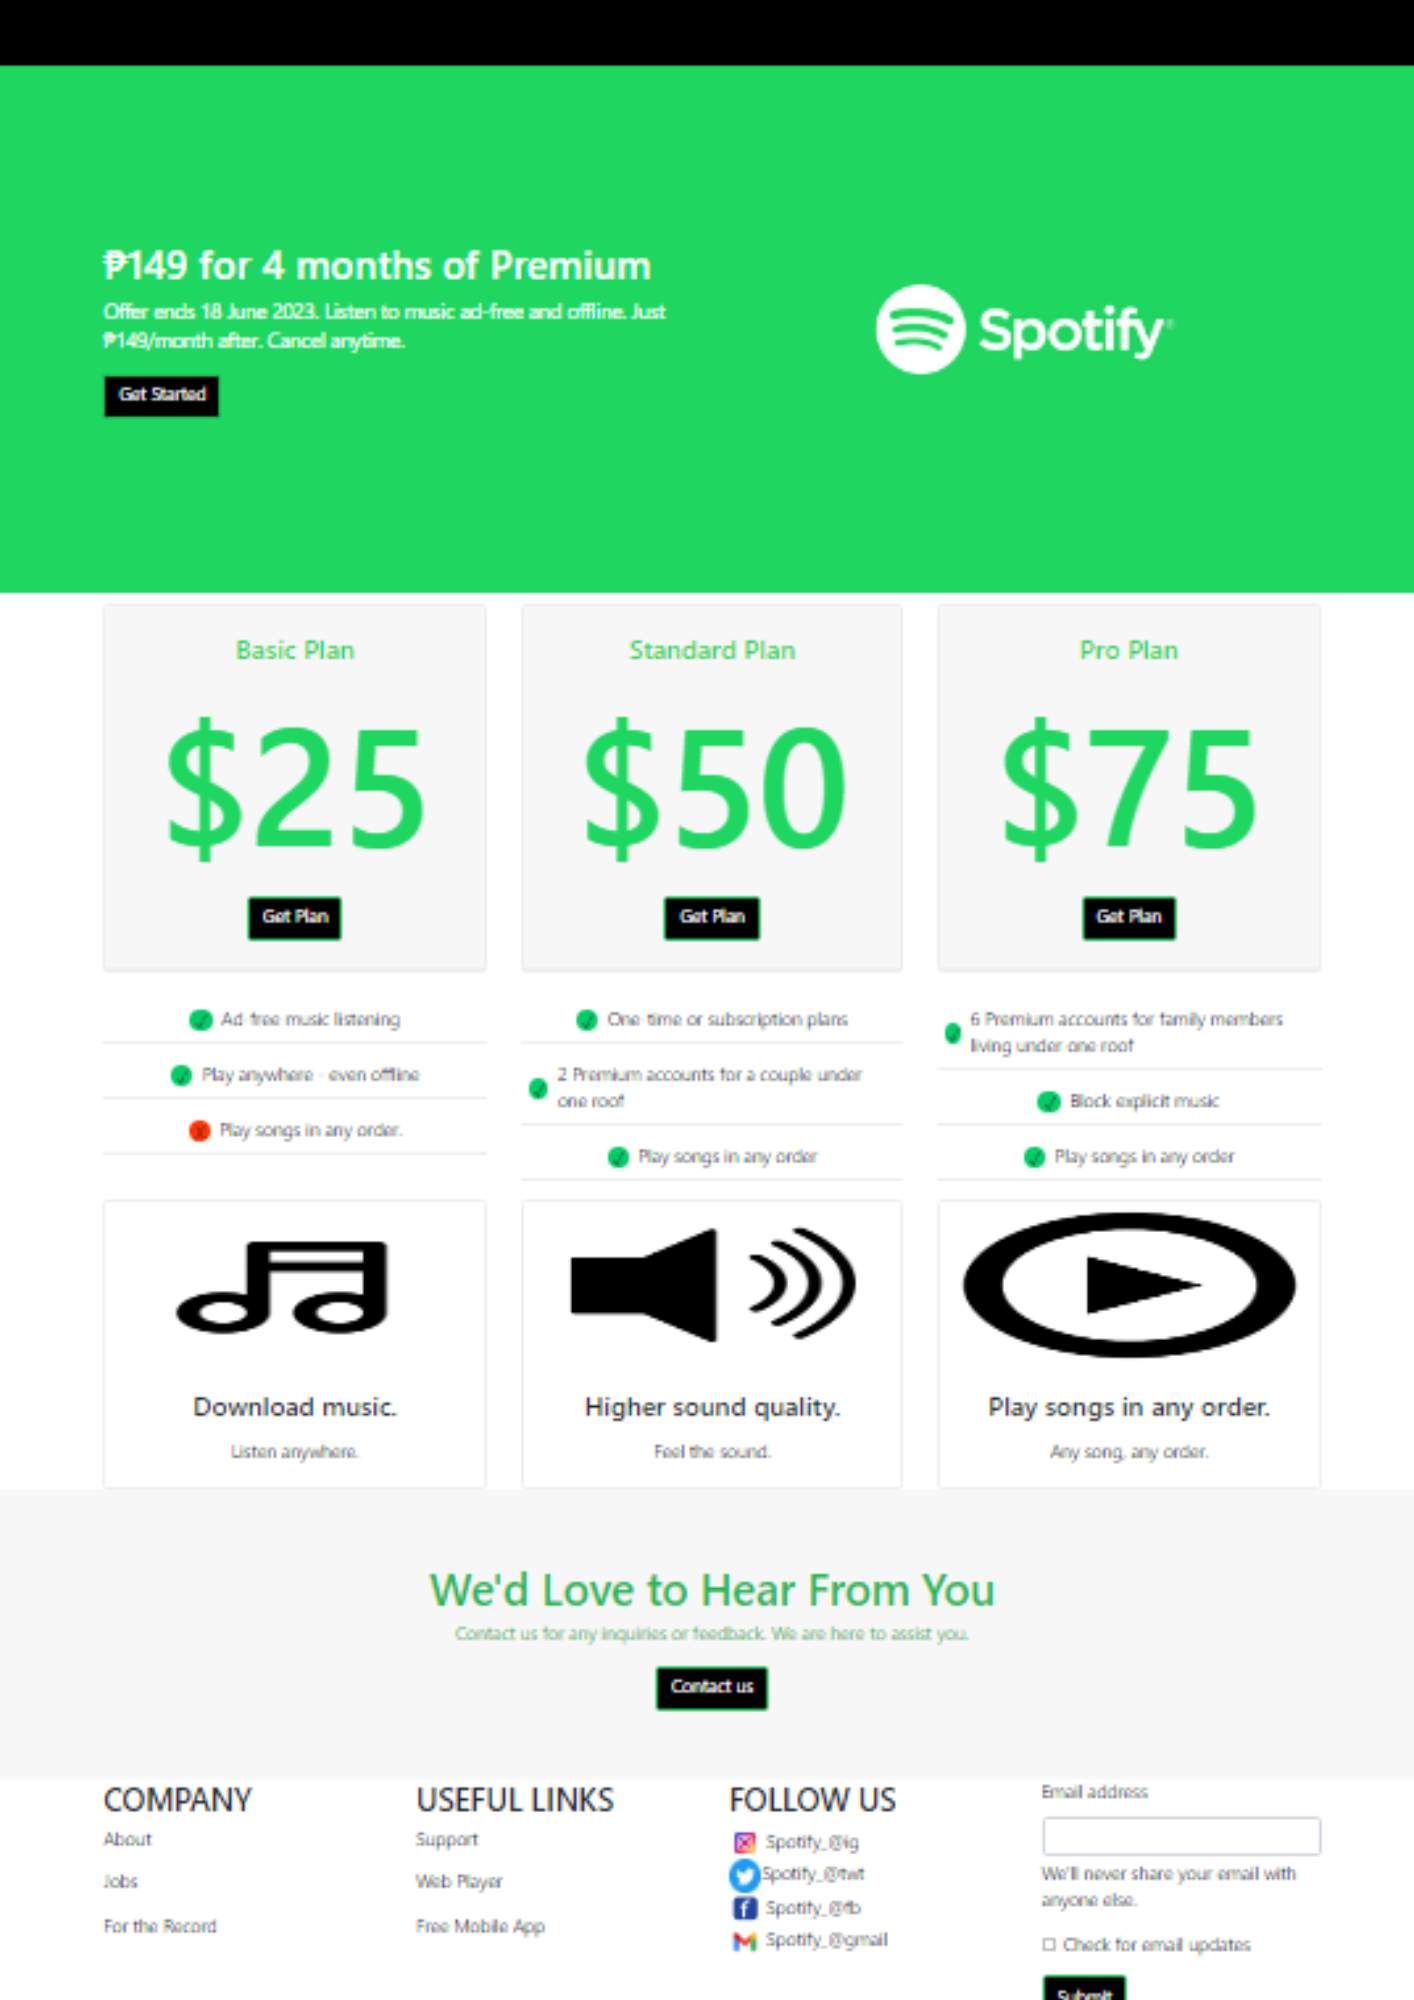 ₱149 for 4 months of Premium
Offer ends 18 June 2023. Listen to music ad-free and offline. Just
₱149/month after. Cancel anytime.
Get Started
Spotify
Basic Plan
$25
Get Plan
Ad-free music listening
Play anywhere - even offline
Play songs in any order.
Standard Plan
$50
Get Plan
One-time or subscription plans
2 Premium accounts for a couple under
one roof
Play songs in any order
Pro Plan
$75
Get Plan
6 Premium accounts for family members
living under one roof
Block explicit music
Play songs in any order
Download music.
Listen anywhere.
Higher sound quality.
Feel the sound.
Play songs in any order.
Any song, any order.
We'd Love to Hear From You
Contact us for any inquiries or feedback. We are here to assist you.
Contact us
COMPANY
About
Jobs
For the Record
USEFUL LINKS
Support
Web Player
Free Mobile App
FOLLOW US
Spotify_@ig
Spotify_@twt
Spotify_@fb
Spotify_@gmail
Email address
We'll never share your email with
anyone else.
Check for email updates
Submit